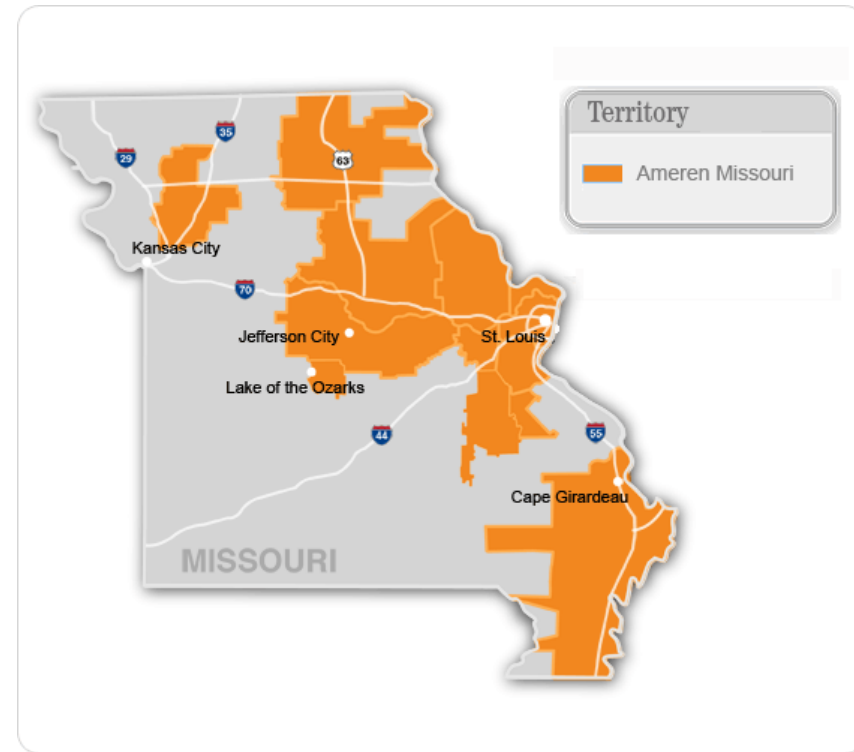 Territory
Ameren Missouri
35
29
63
Kansas City
70
Jefferson City
St. Louis
Lake of the Ozarks
44
55
Cape Girardeau
MISSOURI